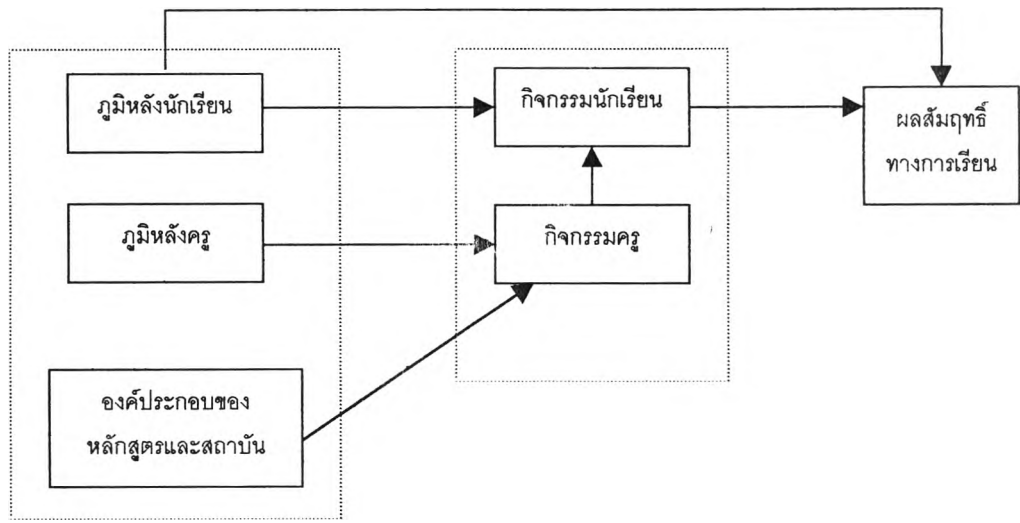 ภูมิหลังนักเรียน
กิจกรรมนักเรียน
ผลสัมฤทธิ์
ทางการเรียน
ภูมิหลังครู
กิจกรรมครู
องค์ประกอบของ
หลักสูตรและสถาบัน